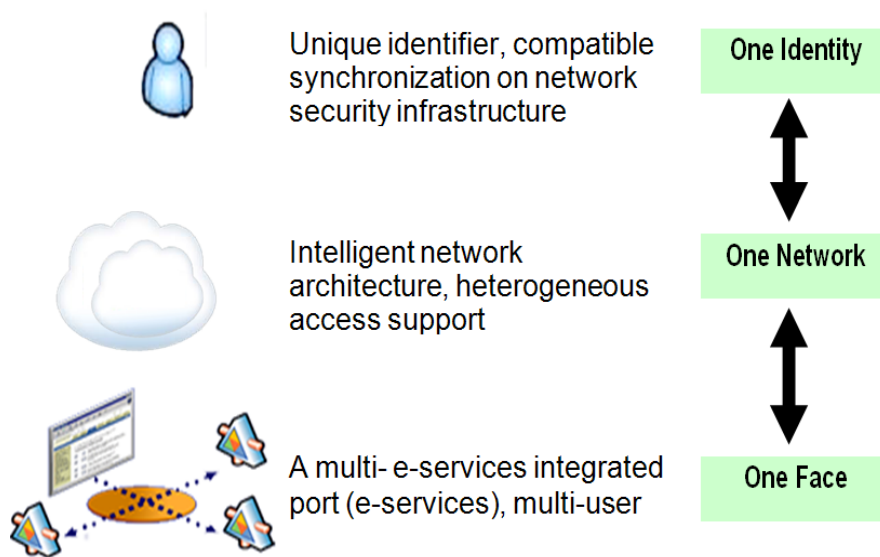 Unique identifier, compatible
synchronization on network
security infrastructure
One Identity
Intelligent network
architecture, heterogeneous
access support
One Network
A multi- e-services integrated
port (e-services), multi-user
One Face